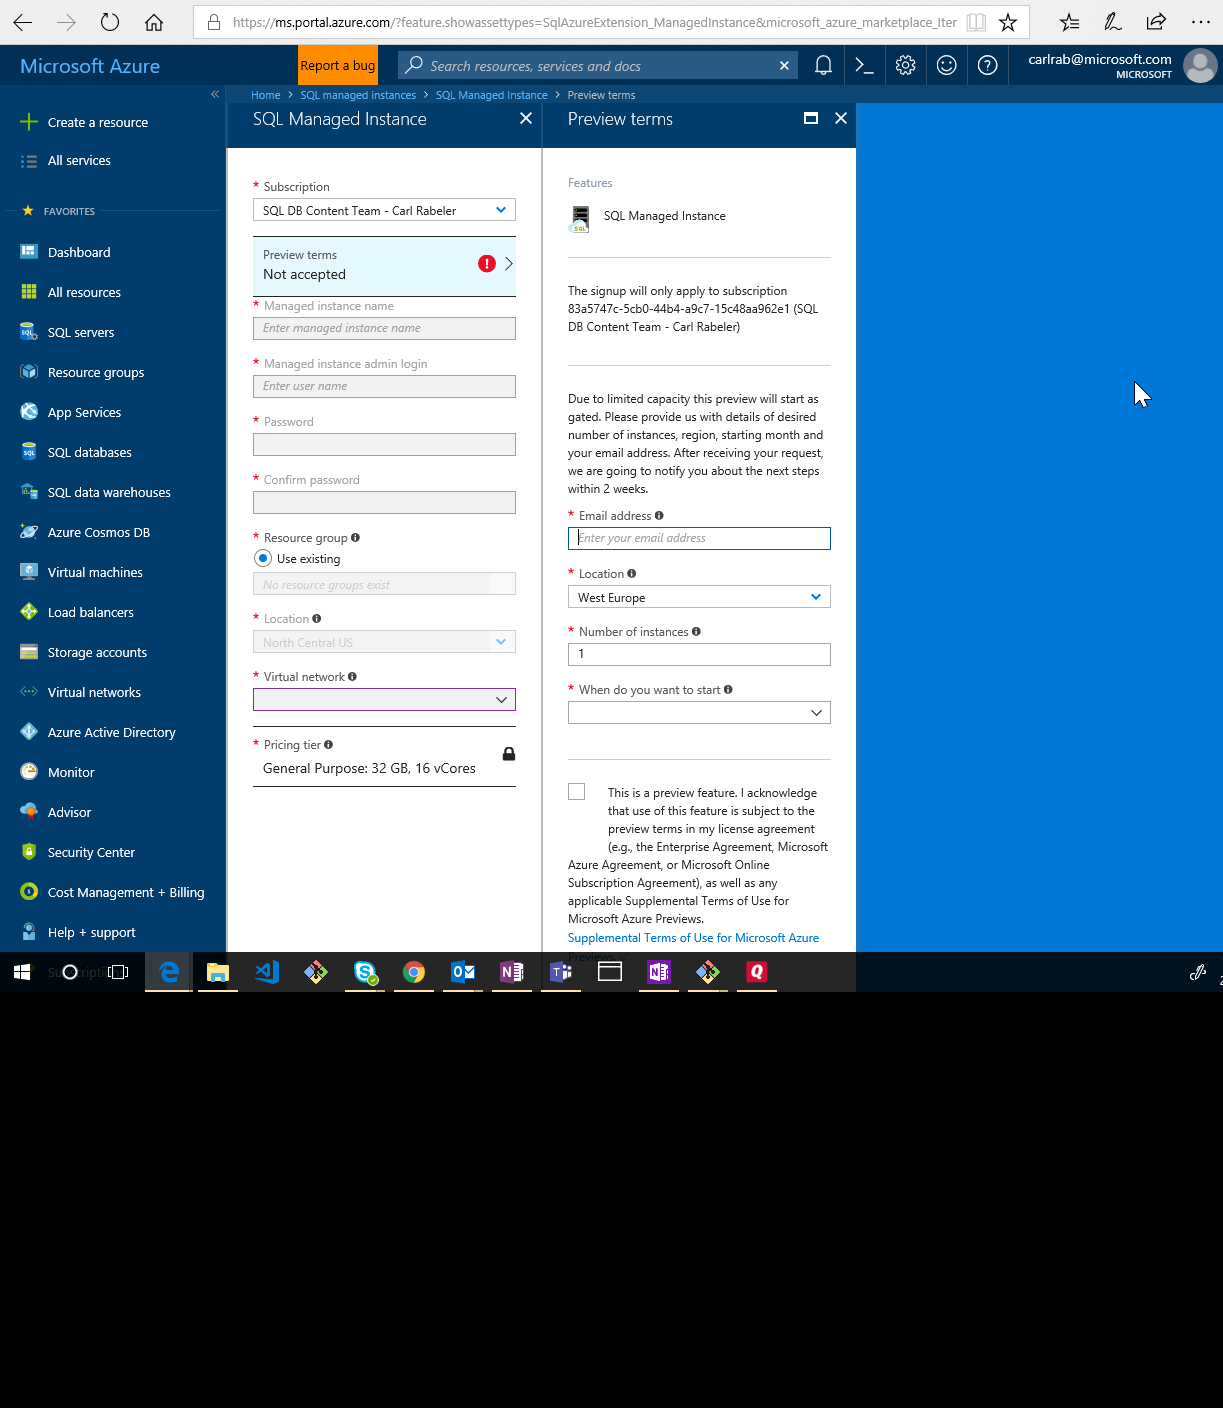 https://ms.portal.azure.com/?feature.showassettypes=SqlAzureExtension_ManagedInstance&microsoft_azure_marketplace_Iter
Microsoft Azure
Report a bug
Search resources, services and docs
carlrab@microsoft.com
MICROSOFT
Home > SQL managed instances > SQL Managed Instance > Preview terms
Create a resource
All services
FAVORITES
Dashboard
All resources
SQL servers
Resource groups
App Services
SQL databases
SQL data warehouses
Azure Cosmos DB
Virtual machines
Load balancers
Storage accounts
Virtual networks
Azure Active Directory
Monitor
Advisor
Security Center
Cost Management + Billing
Help + support
SQL Managed Instance
* Subscription
SQL DB Content Team - Carl Rabeler
Preview terms
Not accepted
* Managed instance name
Enter managed instance name
* Managed instance admin login
Enter user name
* Password
* Confirm password
* Resource group
Use existing
No resource groups exist
* Location
North Central US
* Virtual network
* Pricing tier
General Purpose: 32 GB, 16 vCores
Preview terms
Features
SQL Managed Instance
The signup will only apply to subscription
83a5747c-5cb0-44b4-a9c7-15c48aa962e1 (SQL
DB Content Team - Carl Rabeler)
Due to limited capacity this preview will start as
gated. Please provide us with details of desired
number of instances, region, starting month and
your email address. After receiving your request,
we are going to notify you about the next steps
within 2 weeks.
* Email address
Enter your email address
* Location
West Europe
* Number of instances
1
* When do you want to start
This is a preview feature. I acknowledge
that use of this feature is subject to the
preview terms in my license agreement
(e.g., the Enterprise Agreement, Microsoft
Azure Agreement, or Microsoft Online
Subscription Agreement), as well as any
applicable Supplemental Terms of Use for
Microsoft Azure Previews.
Supplemental Terms of Use for Microsoft Azure
Previews